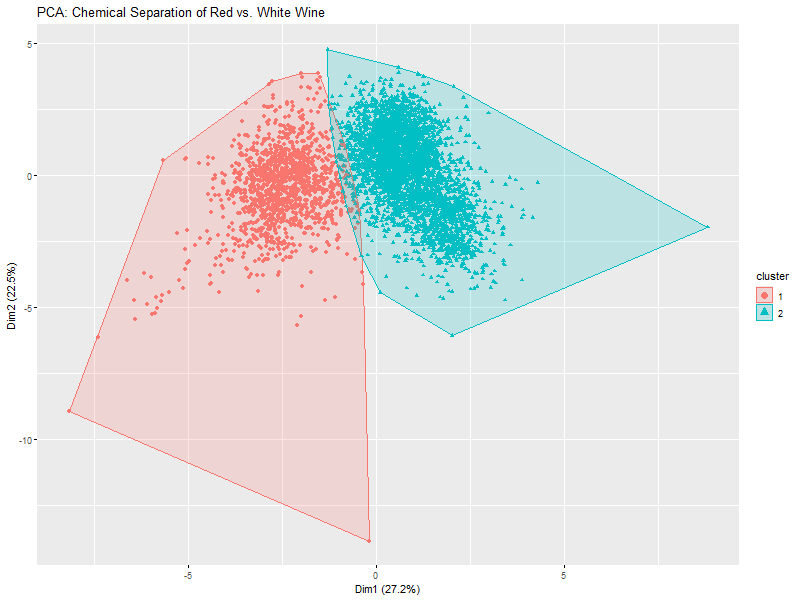 PCA: Chemical Separation of Red vs. White Wine
5
0
-5
-10
Dim2 (22.5%)
-5
0
5
Dim1 (27.2%)
cluster
1
2